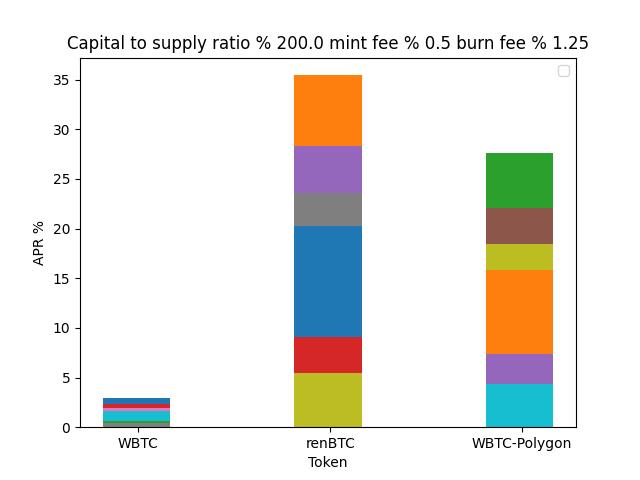 Capital to supply ratio % 200.0 mint fee % 0.5 burn fee % 1.25
35
30
25
20
15
10
5
0
APR %
WBTC renBTC WBTC-Polygon
Token